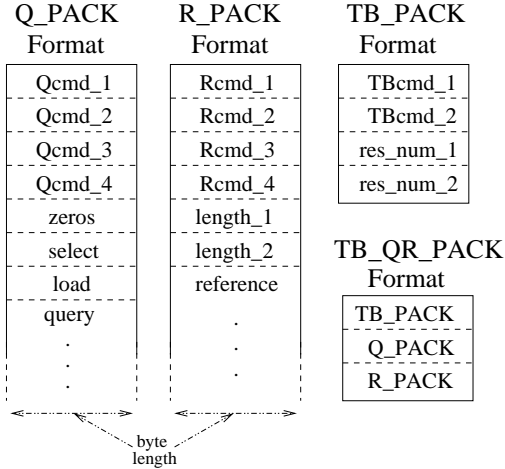 Q_PACK
Format
Qcmd_1
Qcmd_2
Qcmd_3
Qcmd_4
zeros
select
load
query
.
.
.
R_PACK
Format
Rcmd_1
Rcmd_2
Rcmd_3
Rcmd_4
length_1
length_2
reference
.
.
.
byte
length
TB_PACK
Format
TBcmd_1
TBcmd_2
res_num_1
res_num_2
TB_QR_PACK
Format
TB_PACK
Q_PACK
R_PACK